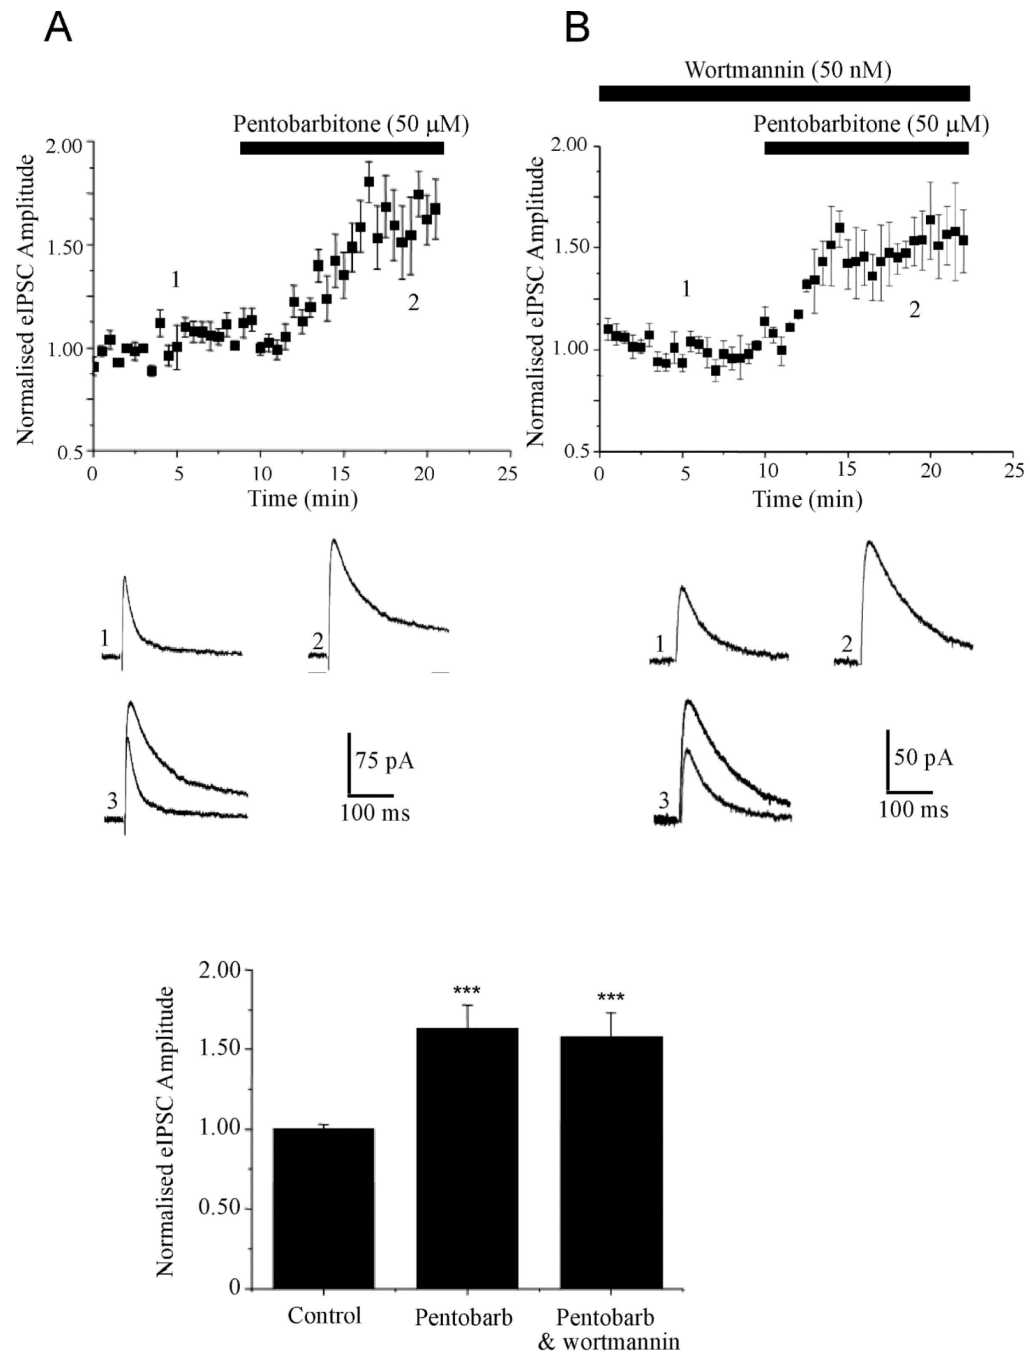 A
B
Wortmannin (50 nM)
Pentobarbitone (50 μM)
Pentobarbitone (50 μM)
Normalised eIPSC Amplitude
2.00
1.50
1.00
0.5
1
2
0
5
10
15
20
25
Time (min)
Normalised eIPSC Amplitude
2.00
1.50
1.00
0.5
1
2
0
5
10
15
20
25
Time (min)
1
2
3
75 pA
100 ms
1
2
3
50 pA
100 ms
Normalised eIPSC Amplitude
2.00
1.50
1.00
0.50
0
***
***
Control
Pentobarb
Pentobarb
& wortmannin